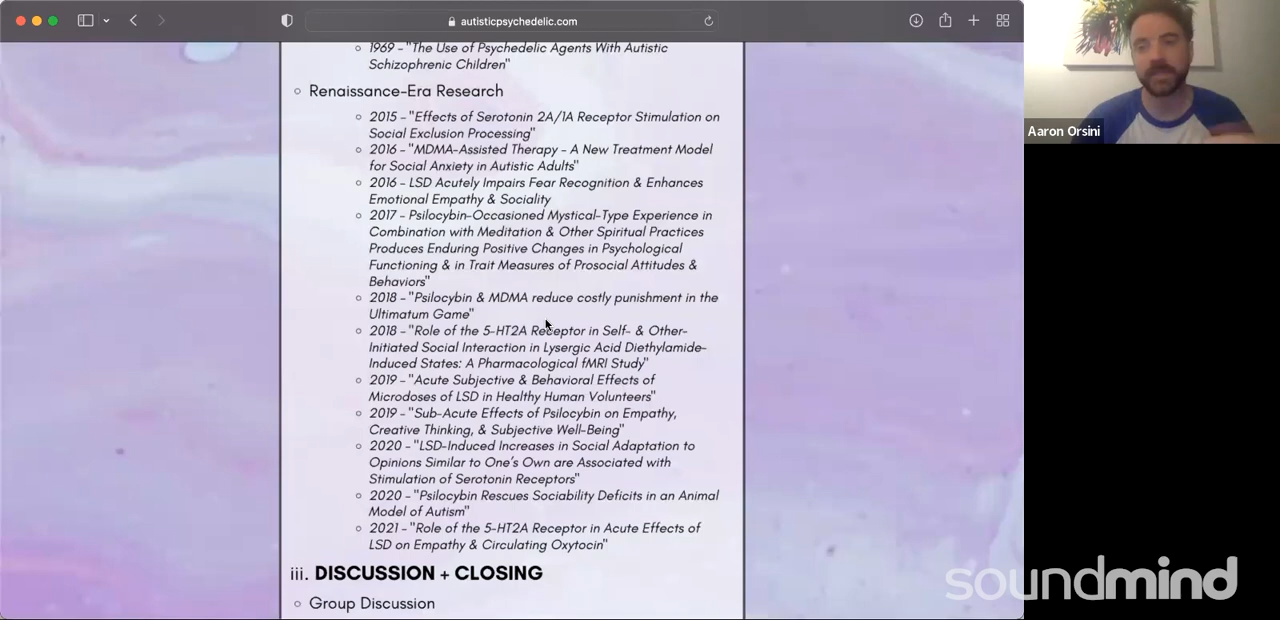 autisticpsychedelic.com
1969 - "The Use of Psychedelic Agents With Autistic
Schizophrenic Children"
Renaissance-Era Research
2015 - "Effects of Serotonin 2A/1A Receptor Stimulation on
Social Exclusion Processing"
2016 - "MDMA-Assisted Therapy - A New Treatment Model
for Social Anxiety in Autistic Adults"
2016 - LSD Acutely Impairs Fear Recognition & Enhances
Emotional Empathy & Sociality
2017 - Psilocybin-Occasioned Mystical-Type Experience in
Combination with Meditation & Other Spiritual Practices
Produces Enduring Positive Changes in Psychological
Functioning & in Trait Measures of Prosocial Attitudes &
Behaviors"
2018 - "Psilocybin & MDMA reduce costly punishment in the
Ultimatum Game"
2018 - "Role of the 5-HT2A Receptor in Self- & Other-
Initiated Social Interaction in Lysergic Acid Diethylamide-
Induced States: A Pharmacological fMRI Study"
2019 - "Acute Subjective & Behavioral Effects of
Microdoses of LSD in Healthy Human Volunteers"
2019 - "Sub-Acute Effects of Psilocybin on Empathy,
Creative Thinking, & Subjective Well-Being"
2020 - "LSD-Induced Increases in Social Adaptation to
Opinions Similar to One's Own are Associated with
Stimulation of Serotonin Receptors"
2020 - "Psilocybin Rescues Sociability Deficits in an Animal
Model of Autism"
2021 - "Role of the 5-HT2A Receptor in Acute Effects of
LSD on Empathy & Circulating Oxytocin"
iii. DISCUSSION + CLOSING
Group Discussion
Aaron Orsini
soundmind